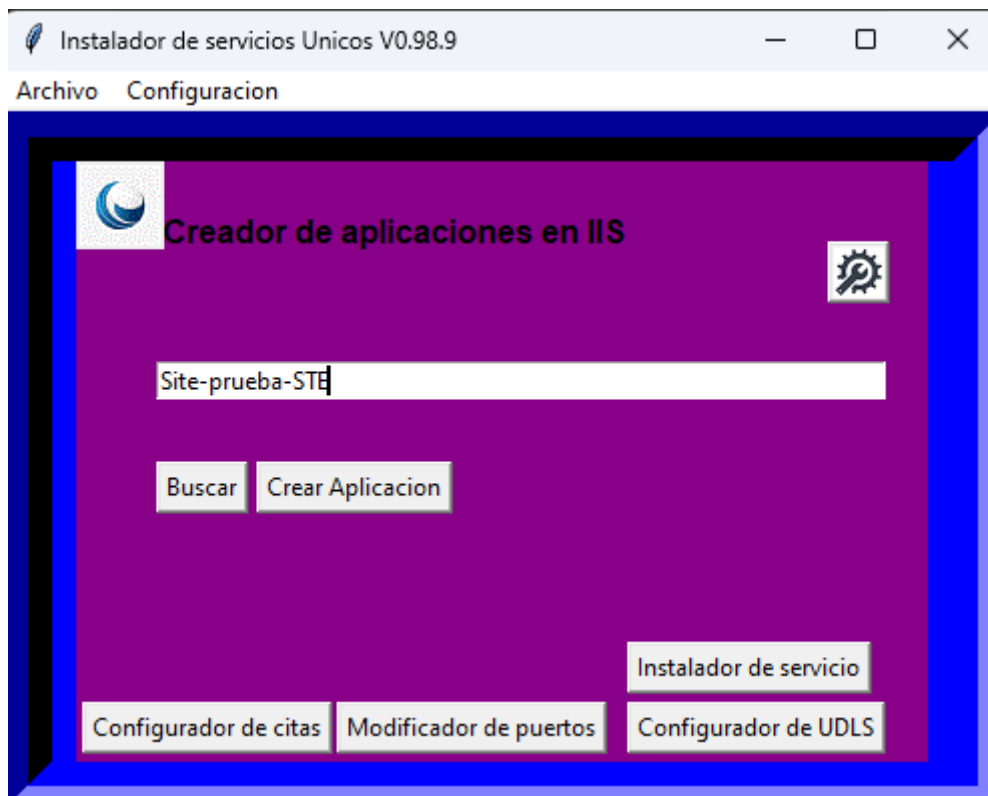 Instalador de servicios Unicos V0.98.9
Archivo Configuracion
Creador de aplicaciones en IIS
Site-prueba-STE
Buscar Crear Aplicacion
Instalador de servicio
Configurador de citas Modificador de puertos Configurador de UDLS